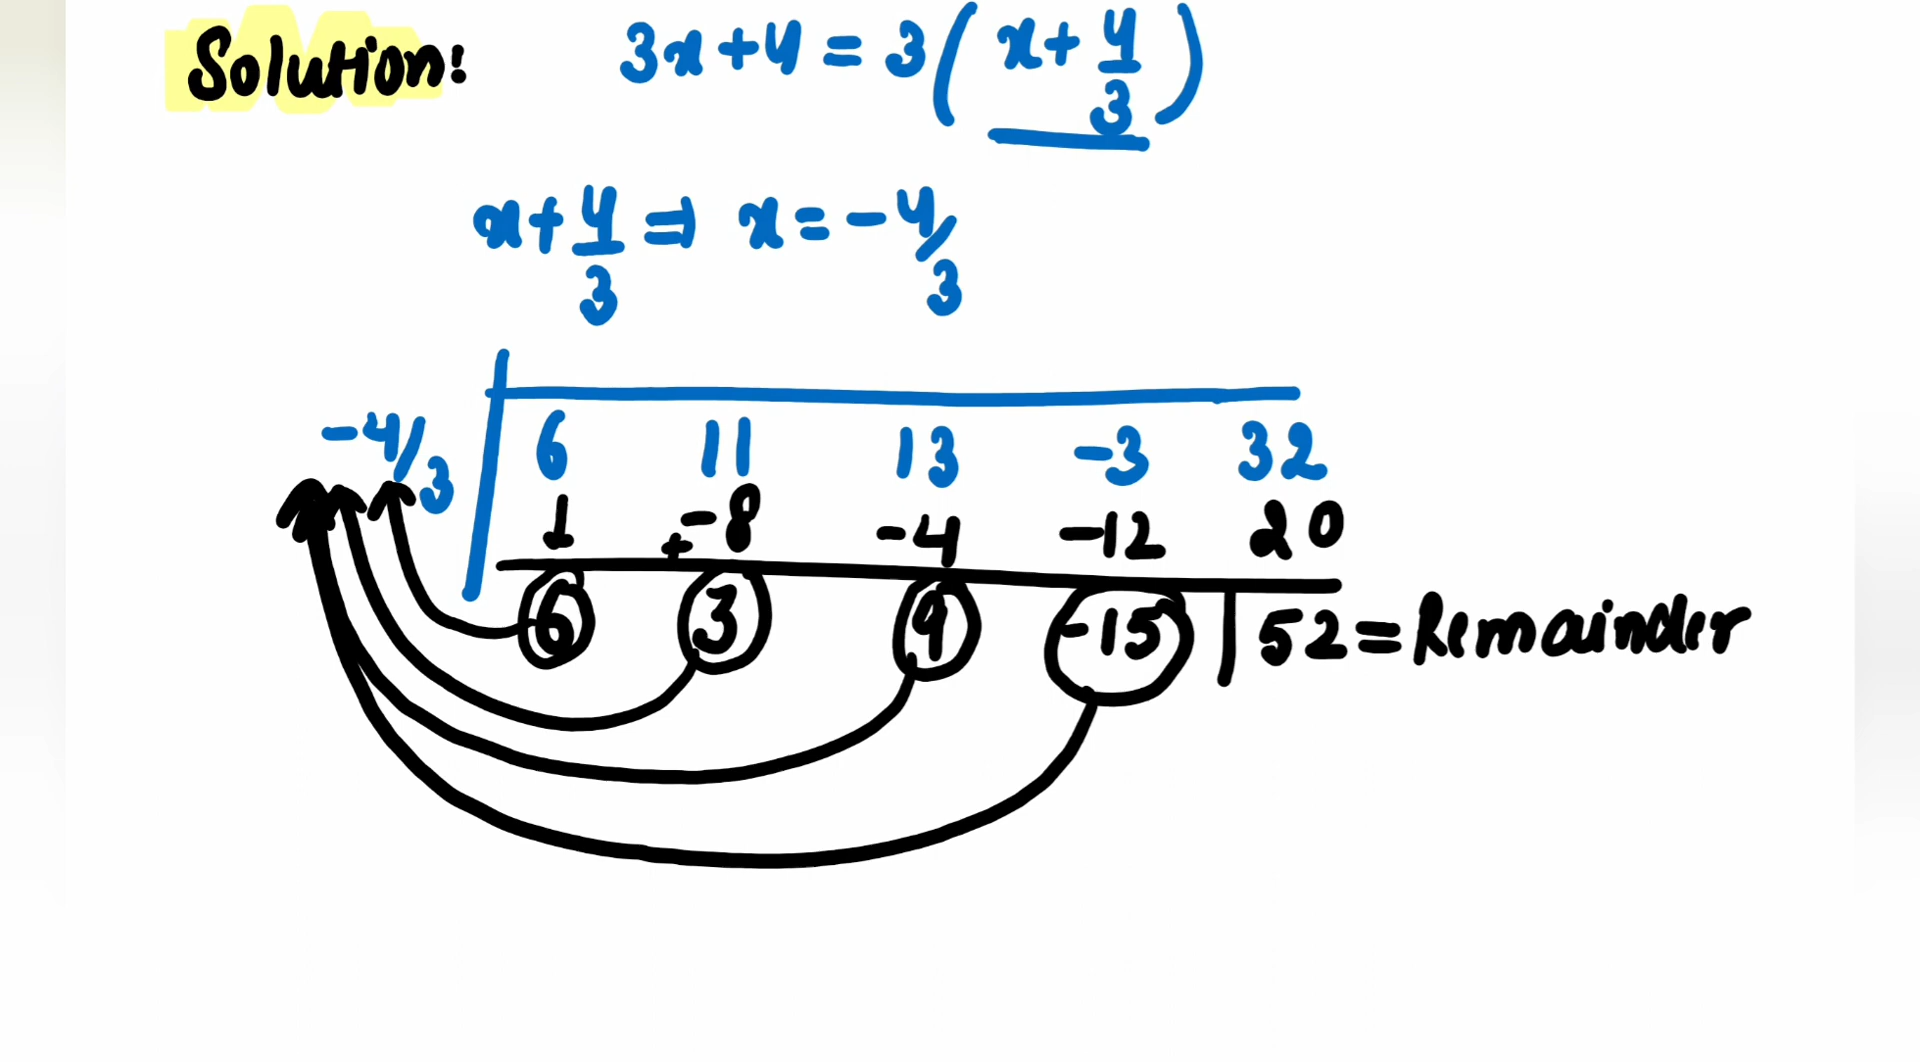 Solution: 3x+4 = 3(x+4/3)
x+4/3 ⇒ x = -4/3
-4/3 | 6 11 13 -3 32
1 + -8 -4 -12 20
6 3 9 -15 | 52 = Remainder